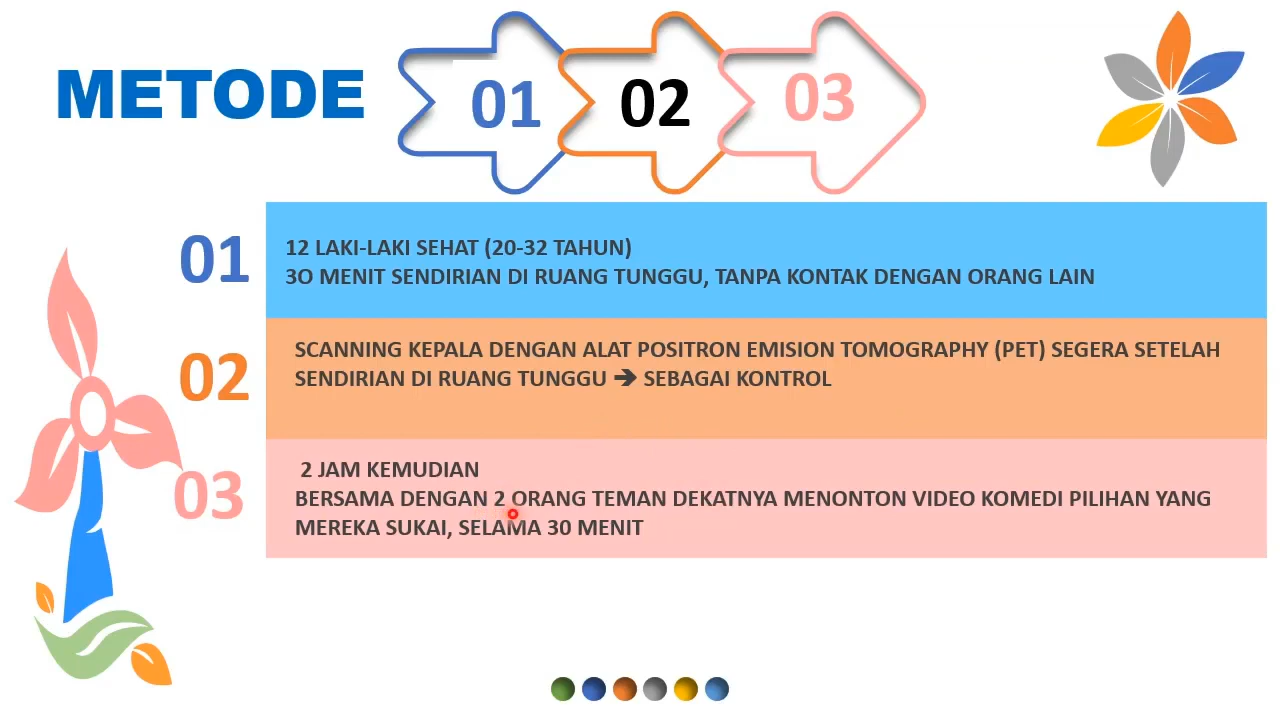 METODE
01
02
03
01
12 LAKI-LAKI SEHAT (20-32 TAHUN)
3O MENIT SENDIRIAN DI RUANG TUNGGU, TANPA KONTAK DENGAN ORANG LAIN
02
SCANNING KEPALA DENGAN ALAT POSITRON EMISION TOMOGRAPHY (PET) SEGERA SETELAH
SENDIRIAN DI RUANG TUNGGU ➔ SEBAGAI KONTROL
03
2 JAM KEMUDIAN
BERSAMA DENGAN 2 ORANG TEMAN DEKATNYA MENONTON VIDEO KOMEDI PILIHAN YANG
MEREKA SUKAI, SELAMA 30 MENIT